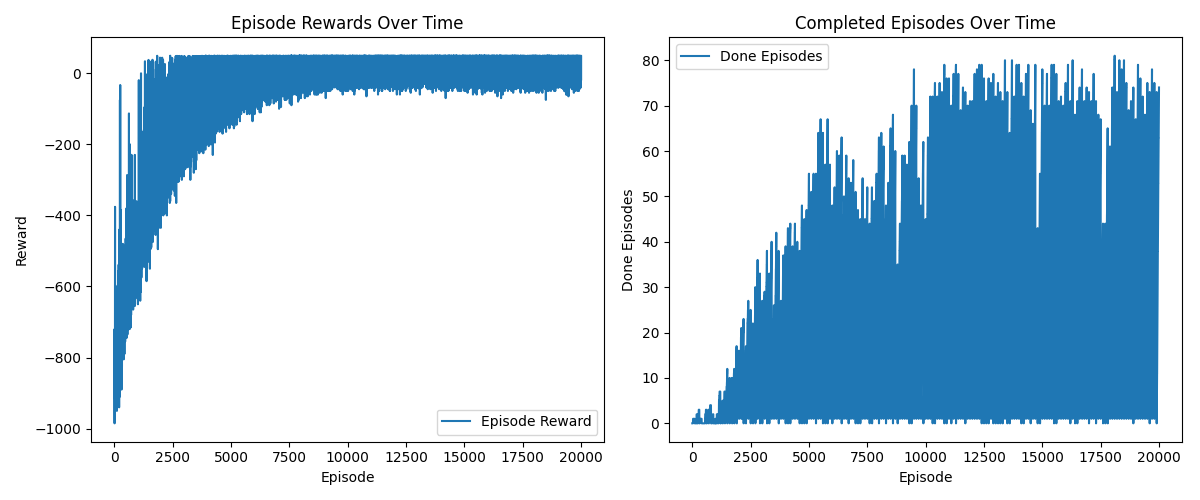 Episode Rewards Over Time
Reward
0
−200
−400
−600
−800
−1000
Episode Reward
0 2500 5000 7500 10000 12500 15000 17500 20000
Episode
Completed Episodes Over Time
Done Episodes
Done Episodes
80
70
60
50
40
30
20
10
0
0 2500 5000 7500 10000 12500 15000 17500 20000
Episode